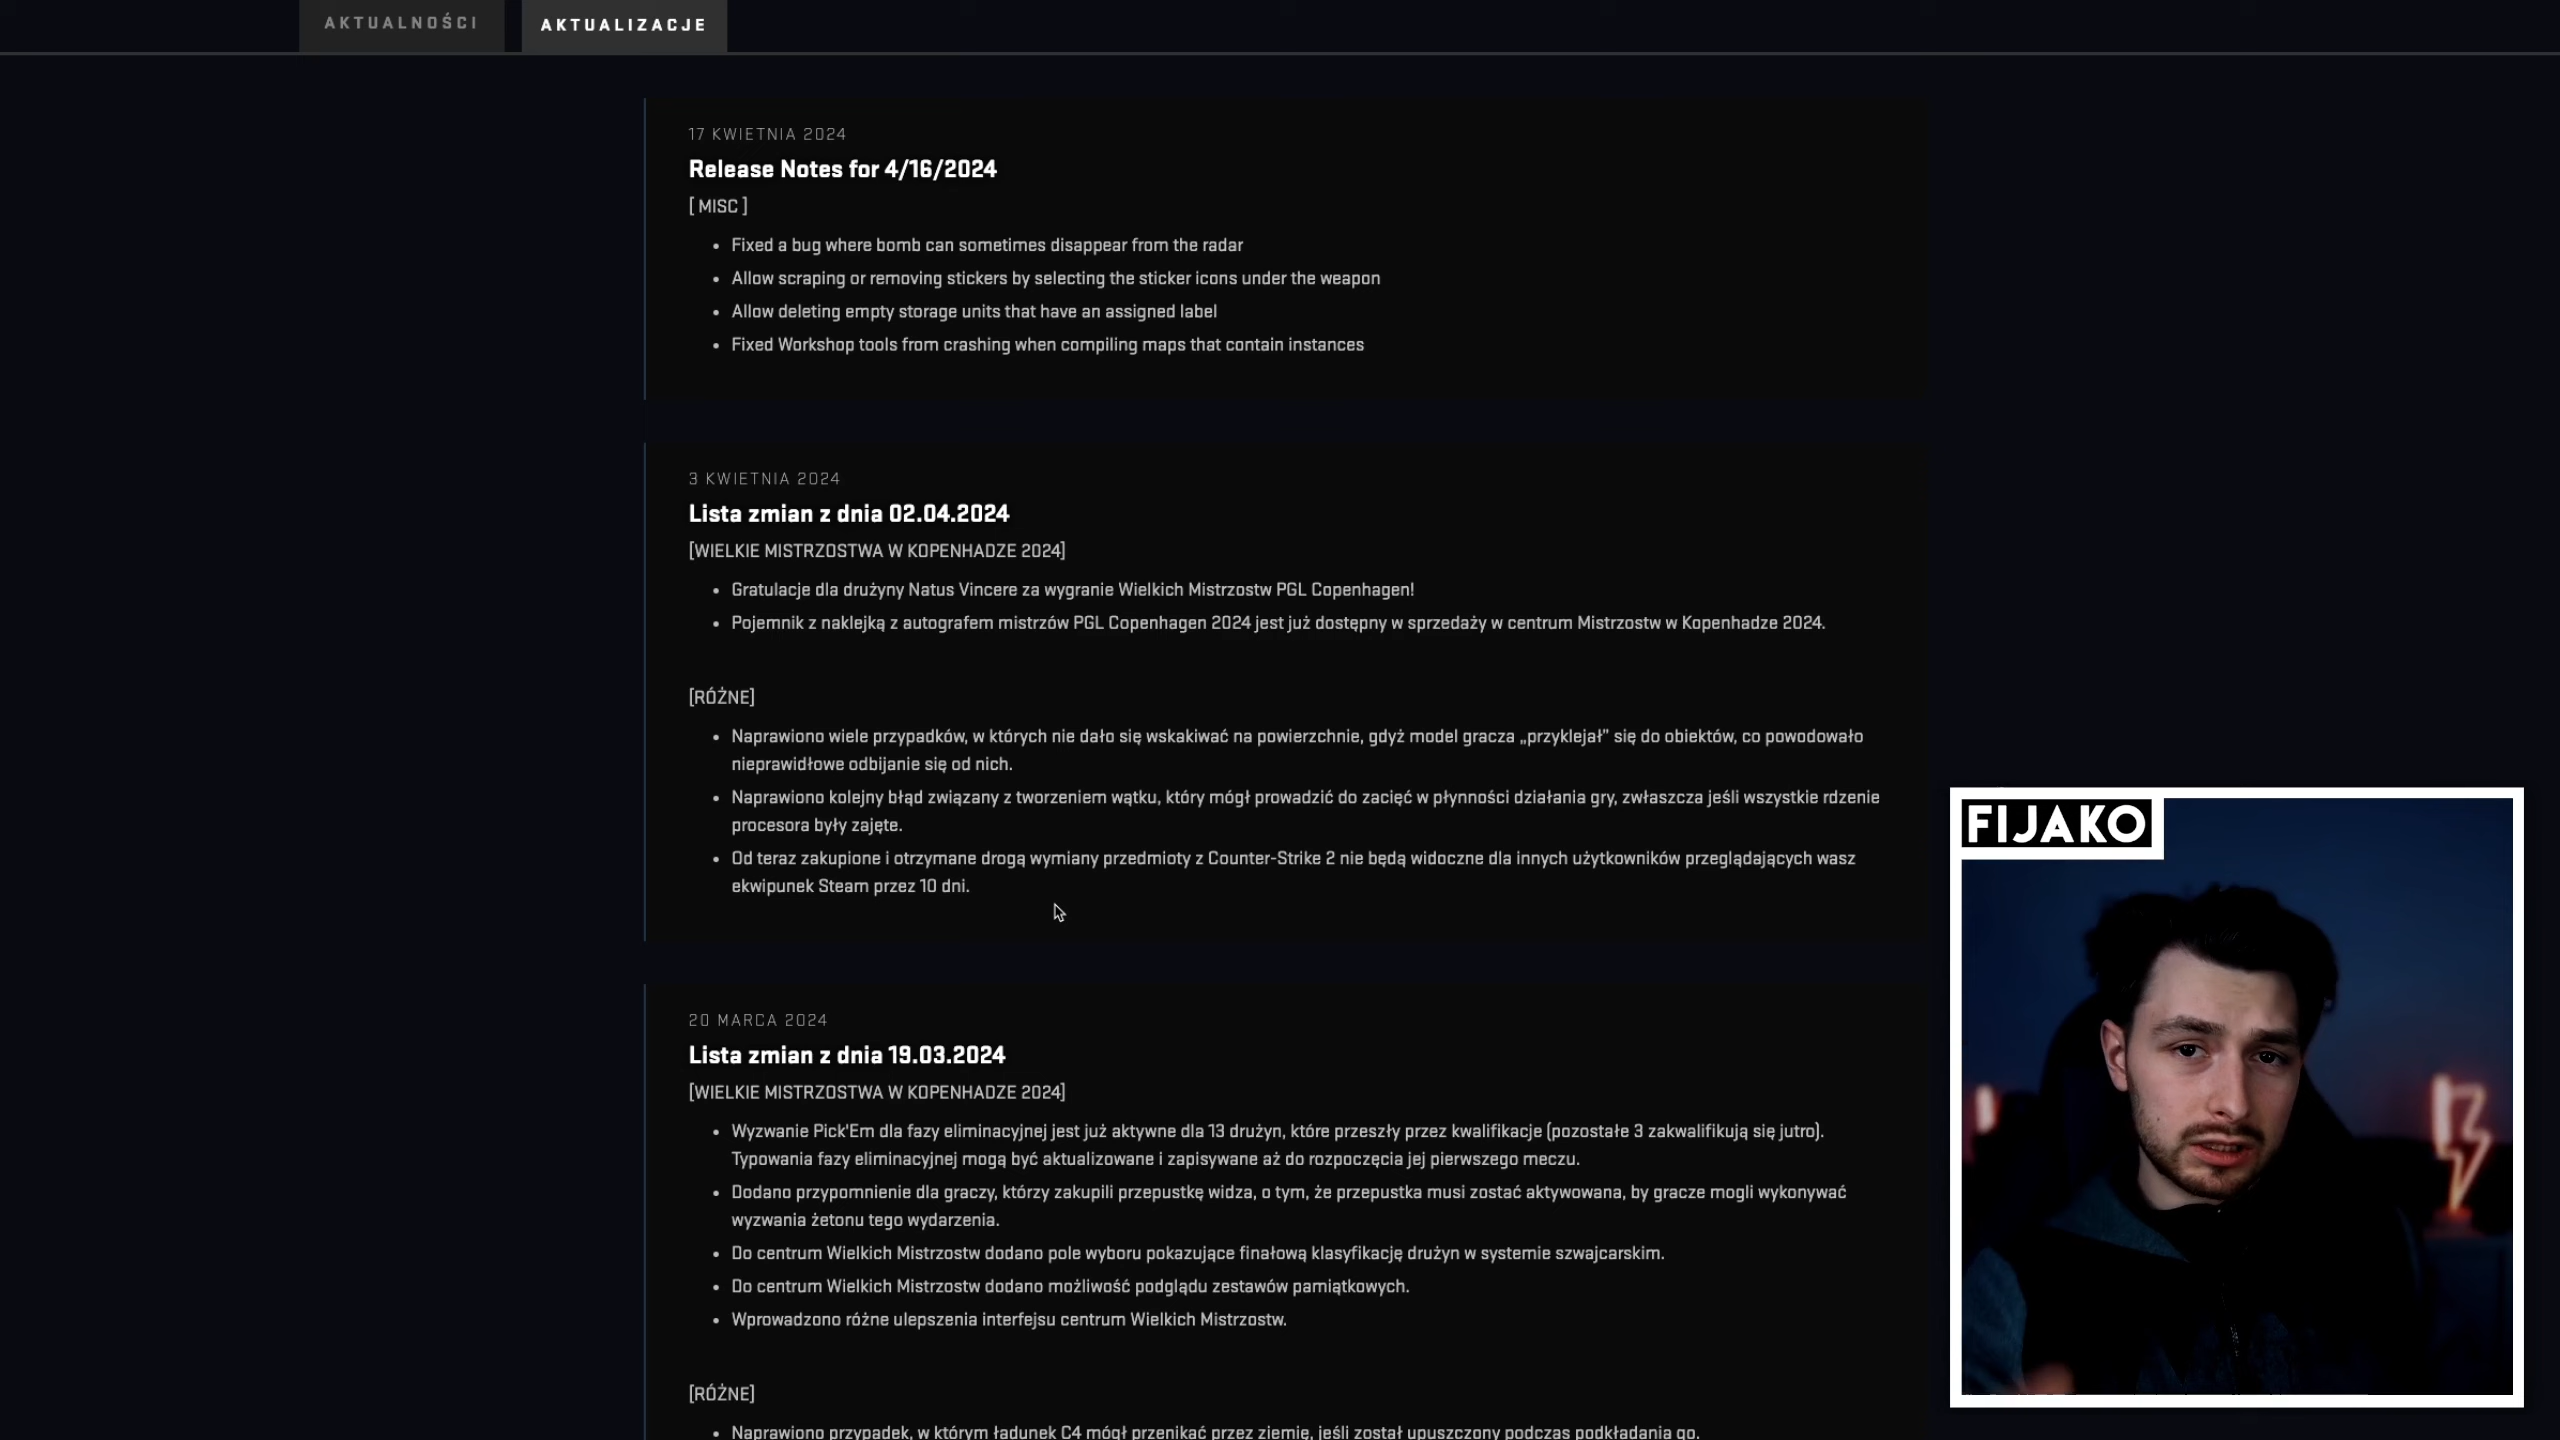 AKTUALNOŚCI
AKTUALIZACJE
17 KWIETNIA 2024
Release Notes for 4/16/2024
[ MISC ]
Fixed a bug where bomb can sometimes disappear from the radar
Allow scraping or removing stickers by selecting the sticker icons under the weapon
Allow deleting empty storage units that have an assigned label
Fixed Workshop tools from crashing when compiling maps that contain instances
3 KWIETNIA 2024
Lista zmian z dnia 02.04.2024
[WIELKIE MISTRZOSTWA W KOPENHADZE 2024]
Gratulacje dla drużyny Natus Vincere za wygranie Wielkich Mistrzostw PGL Copenhagen!
Pojemnik z naklejką z autografem mistrzów PGL Copenhagen 2024 jest już dostępny w sprzedaży w centrum Mistrzostw w Kopenhadze 2024.
[RÓŻNE]
Naprawiono wiele przypadków, w których nie dało się wskakiwać na powierzchnie, gdyż model gracza „przyklejał” się do obiektów, co powodowało
nieprawidłowe odbijanie się od nich.
Naprawiono kolejny błąd związany z tworzeniem wątku, który mógł prowadzić do zacięć w płynności działania gry, zwłaszcza jeśli wszystkie rdzenie
procesora były zajęte.
Od teraz zakupione i otrzymane drogą wymiany przedmioty z Counter-Strike 2 nie będą widoczne dla innych użytkowników przeglądających wasz
ekwipunek Steam przez 10 dni.
FIJAKO
20 MARCA 2024
Lista zmian z dnia 19.03.2024
[WIELKIE MISTRZOSTWA W KOPENHADZE 2024]
Wyzwanie Pick'Em dla fazy eliminacyjnej jest już aktywne dla 13 drużyn, które przeszły przez kwalifikacje (pozostałe 3 zakwalifikują się jutro).
Typowania fazy eliminacyjnej mogą być aktualizowane i zapisywane aż do rozpoczęcia jej pierwszego meczu.
Dodano przypomnienie dla graczy, którzy zakupili przepustkę widza, o tym, że przepustka musi zostać aktywowana, by gracze mogli wykonywać
wyzwania żetonu tego wydarzenia.
Do centrum Wielkich Mistrzostw dodano pole wyboru pokazujące finałową klasyfikację drużyn w systemie szwajcarskim.
Do centrum Wielkich Mistrzostw dodano możliwość podglądu zestawów pamiątkowych.
Wprowadzono różne ulepszenia interfejsu centrum Wielkich Mistrzostw.
[RÓŻNE]
Naprawiono przypadek, w którym ładunek C4 mógł przenikać przez ziemię, jeśli został upuszczony podczas podkładania go.